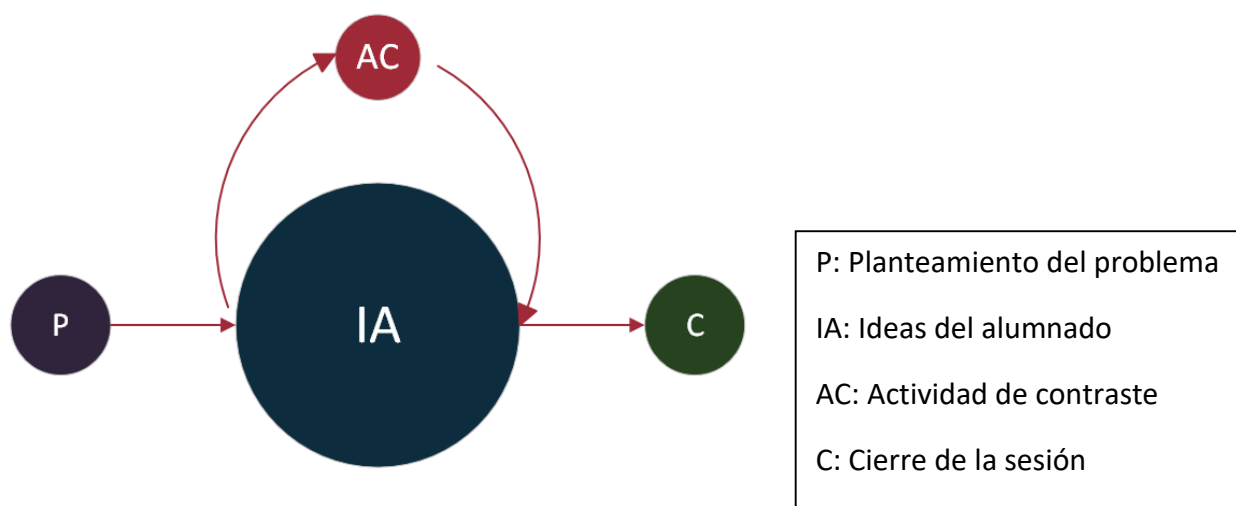 AC
P
IA
C
P: Planteamiento del problema
IA: Ideas del alumnado
AC: Actividad de contraste
C: Cierre de la sesión